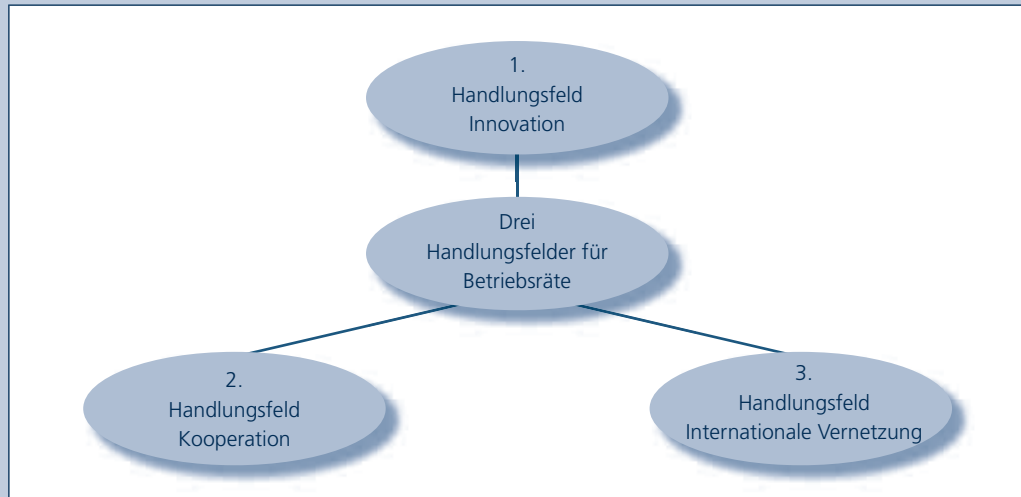 1.
Handlungsfeld
Innovation
Drei
Handlungsfelder für
Betriebsräte
2.
Handlungsfeld
Kooperation
3.
Handlungsfeld
Internationale Vernetzung